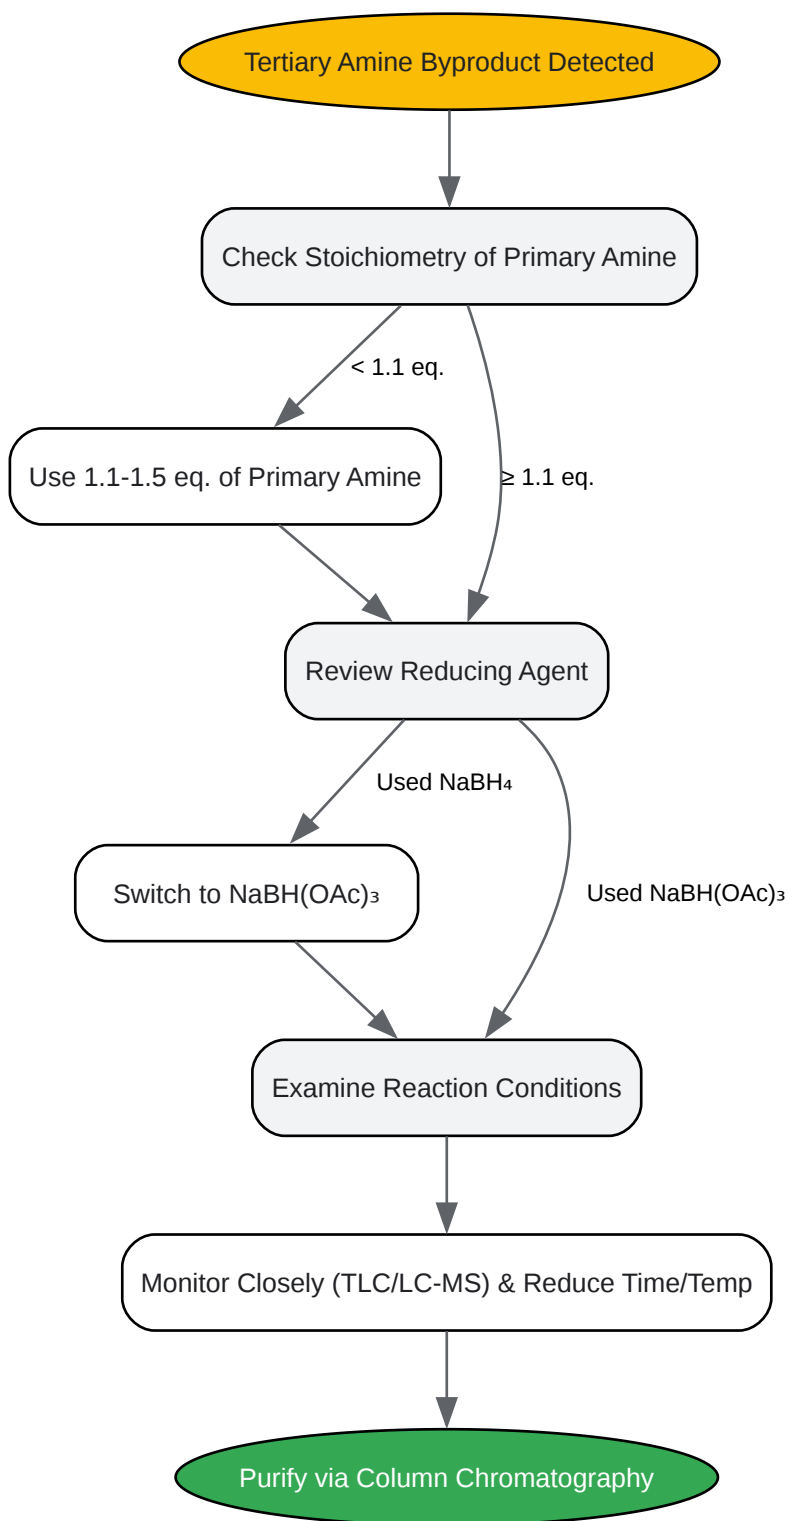 Tertiary Amine Byproduct Detected
Check Stoichiometry of Primary Amine
< 1.1 eq.
Use 1.1-1.5 eq. of Primary Amine
≥ 1.1 eq.
Review Reducing Agent
Used NaBH₄
Switch to NaBH(OAc)₃
Used NaBH(OAc)₃
Examine Reaction Conditions
Monitor Closely (TLC/LC-MS) & Reduce Time/Temp
Purify via Column Chromatography